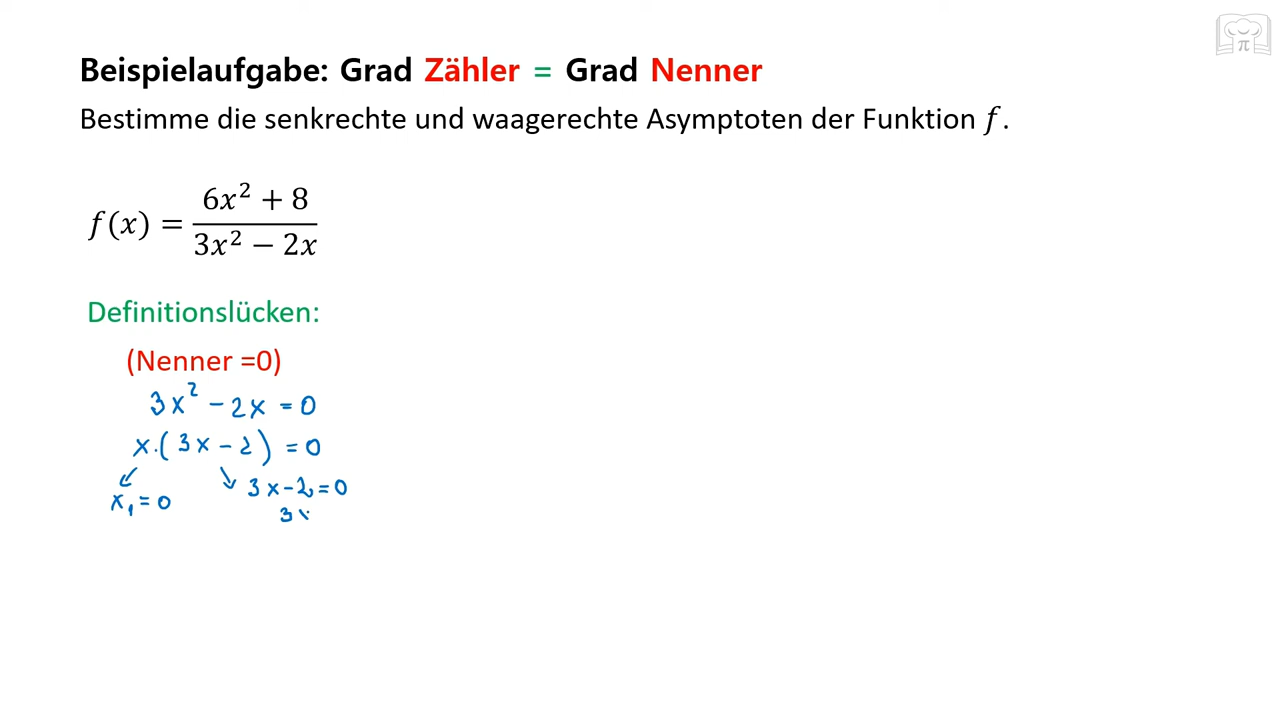 Beispielaufgabe: Grad Zähler = Grad Nenner
Bestimme die senkrechte und waagerechte Asymptoten der Funktion f.
f(x) = (6x² + 8)/(3x² − 2x)
Definitionslücken:
(Nenner =0)
3x² − 2x = 0
x·(3x − 2) = 0
3x − 2 = 0
x₁ = 0
3